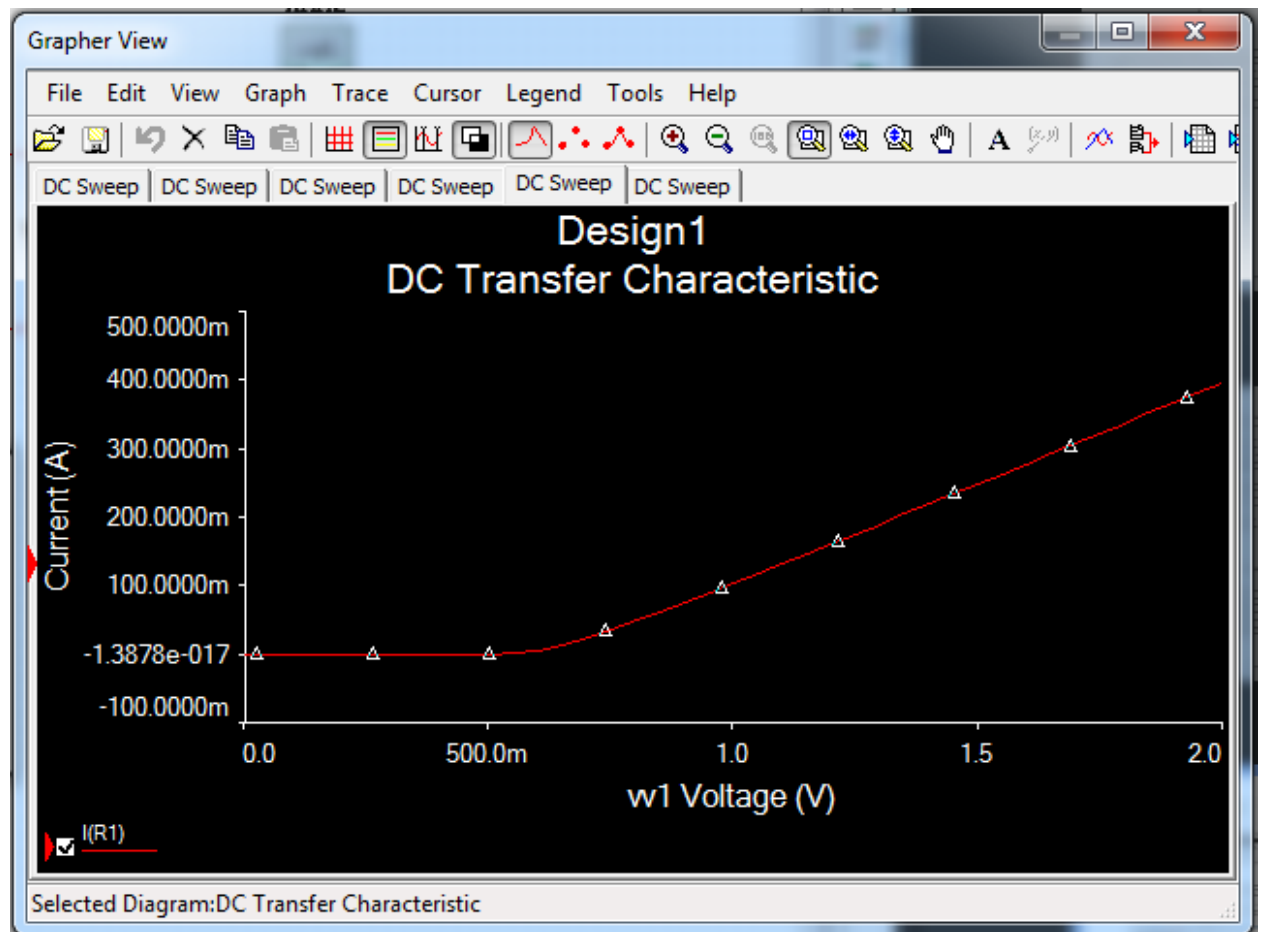 Grapher View
File Edit View Graph Trace Cursor Legend Tools Help
A (x,y)
DC Sweep DC Sweep DC Sweep DC Sweep DC Sweep DC Sweep
Design1
DC Transfer Characteristic
500.0000m
400.0000m
300.0000m
200.0000m
100.0000m
-1.3878e-017
-100.0000m
Current (A)
0.0 500.0m 1.0 1.5 2.0
vv1 Voltage (V)
I(R1)
Selected Diagram:DC Transfer Characteristic